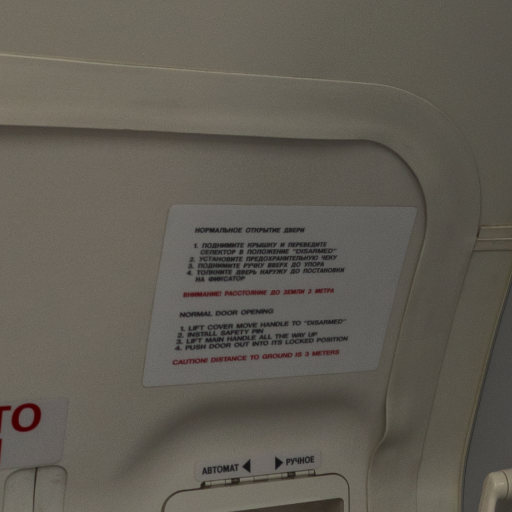 НОРМАЛЬНОЕ ОТКРЫТИЕ ДВЕРИ
1. ПОДНИМИТЕ КРЫШКУ И ПЕРЕВЕДИТЕ
СЕЛЕКТОР В ПОЛОЖЕНИЕ "DISARMED"
2. УСТАНОВИТЕ ПРЕДОХРАНИТЕЛЬНУЮ ЧЕКУ
3. ПОДНИМИТЕ РУЧКУ ВВЕРХ ДО УПОРА
4. ТОЛКНИТЕ ДВЕРЬ НАРУЖУ ДО ПОСТАНОВКИ
НА ФИКСАТОР
ВНИМАНИЕ! РАССТОЯНИЕ ДО ЗЕМЛИ 3 МЕТРА
NORMAL DOOR OPENING
1. LIFT COVER MOVE HANDLE TO "DISARMED"
2. INSTALL SAFETY PIN
3. LIFT MAIN HANDLE ALL THE WAY UP
4. PUSH DOOR OUT INTO ITS LOCKED POSITION
CAUTION! DISTANCE TO GROUND IS 3 METERS
ТО
АВТОМАТ РУЧНОЕ